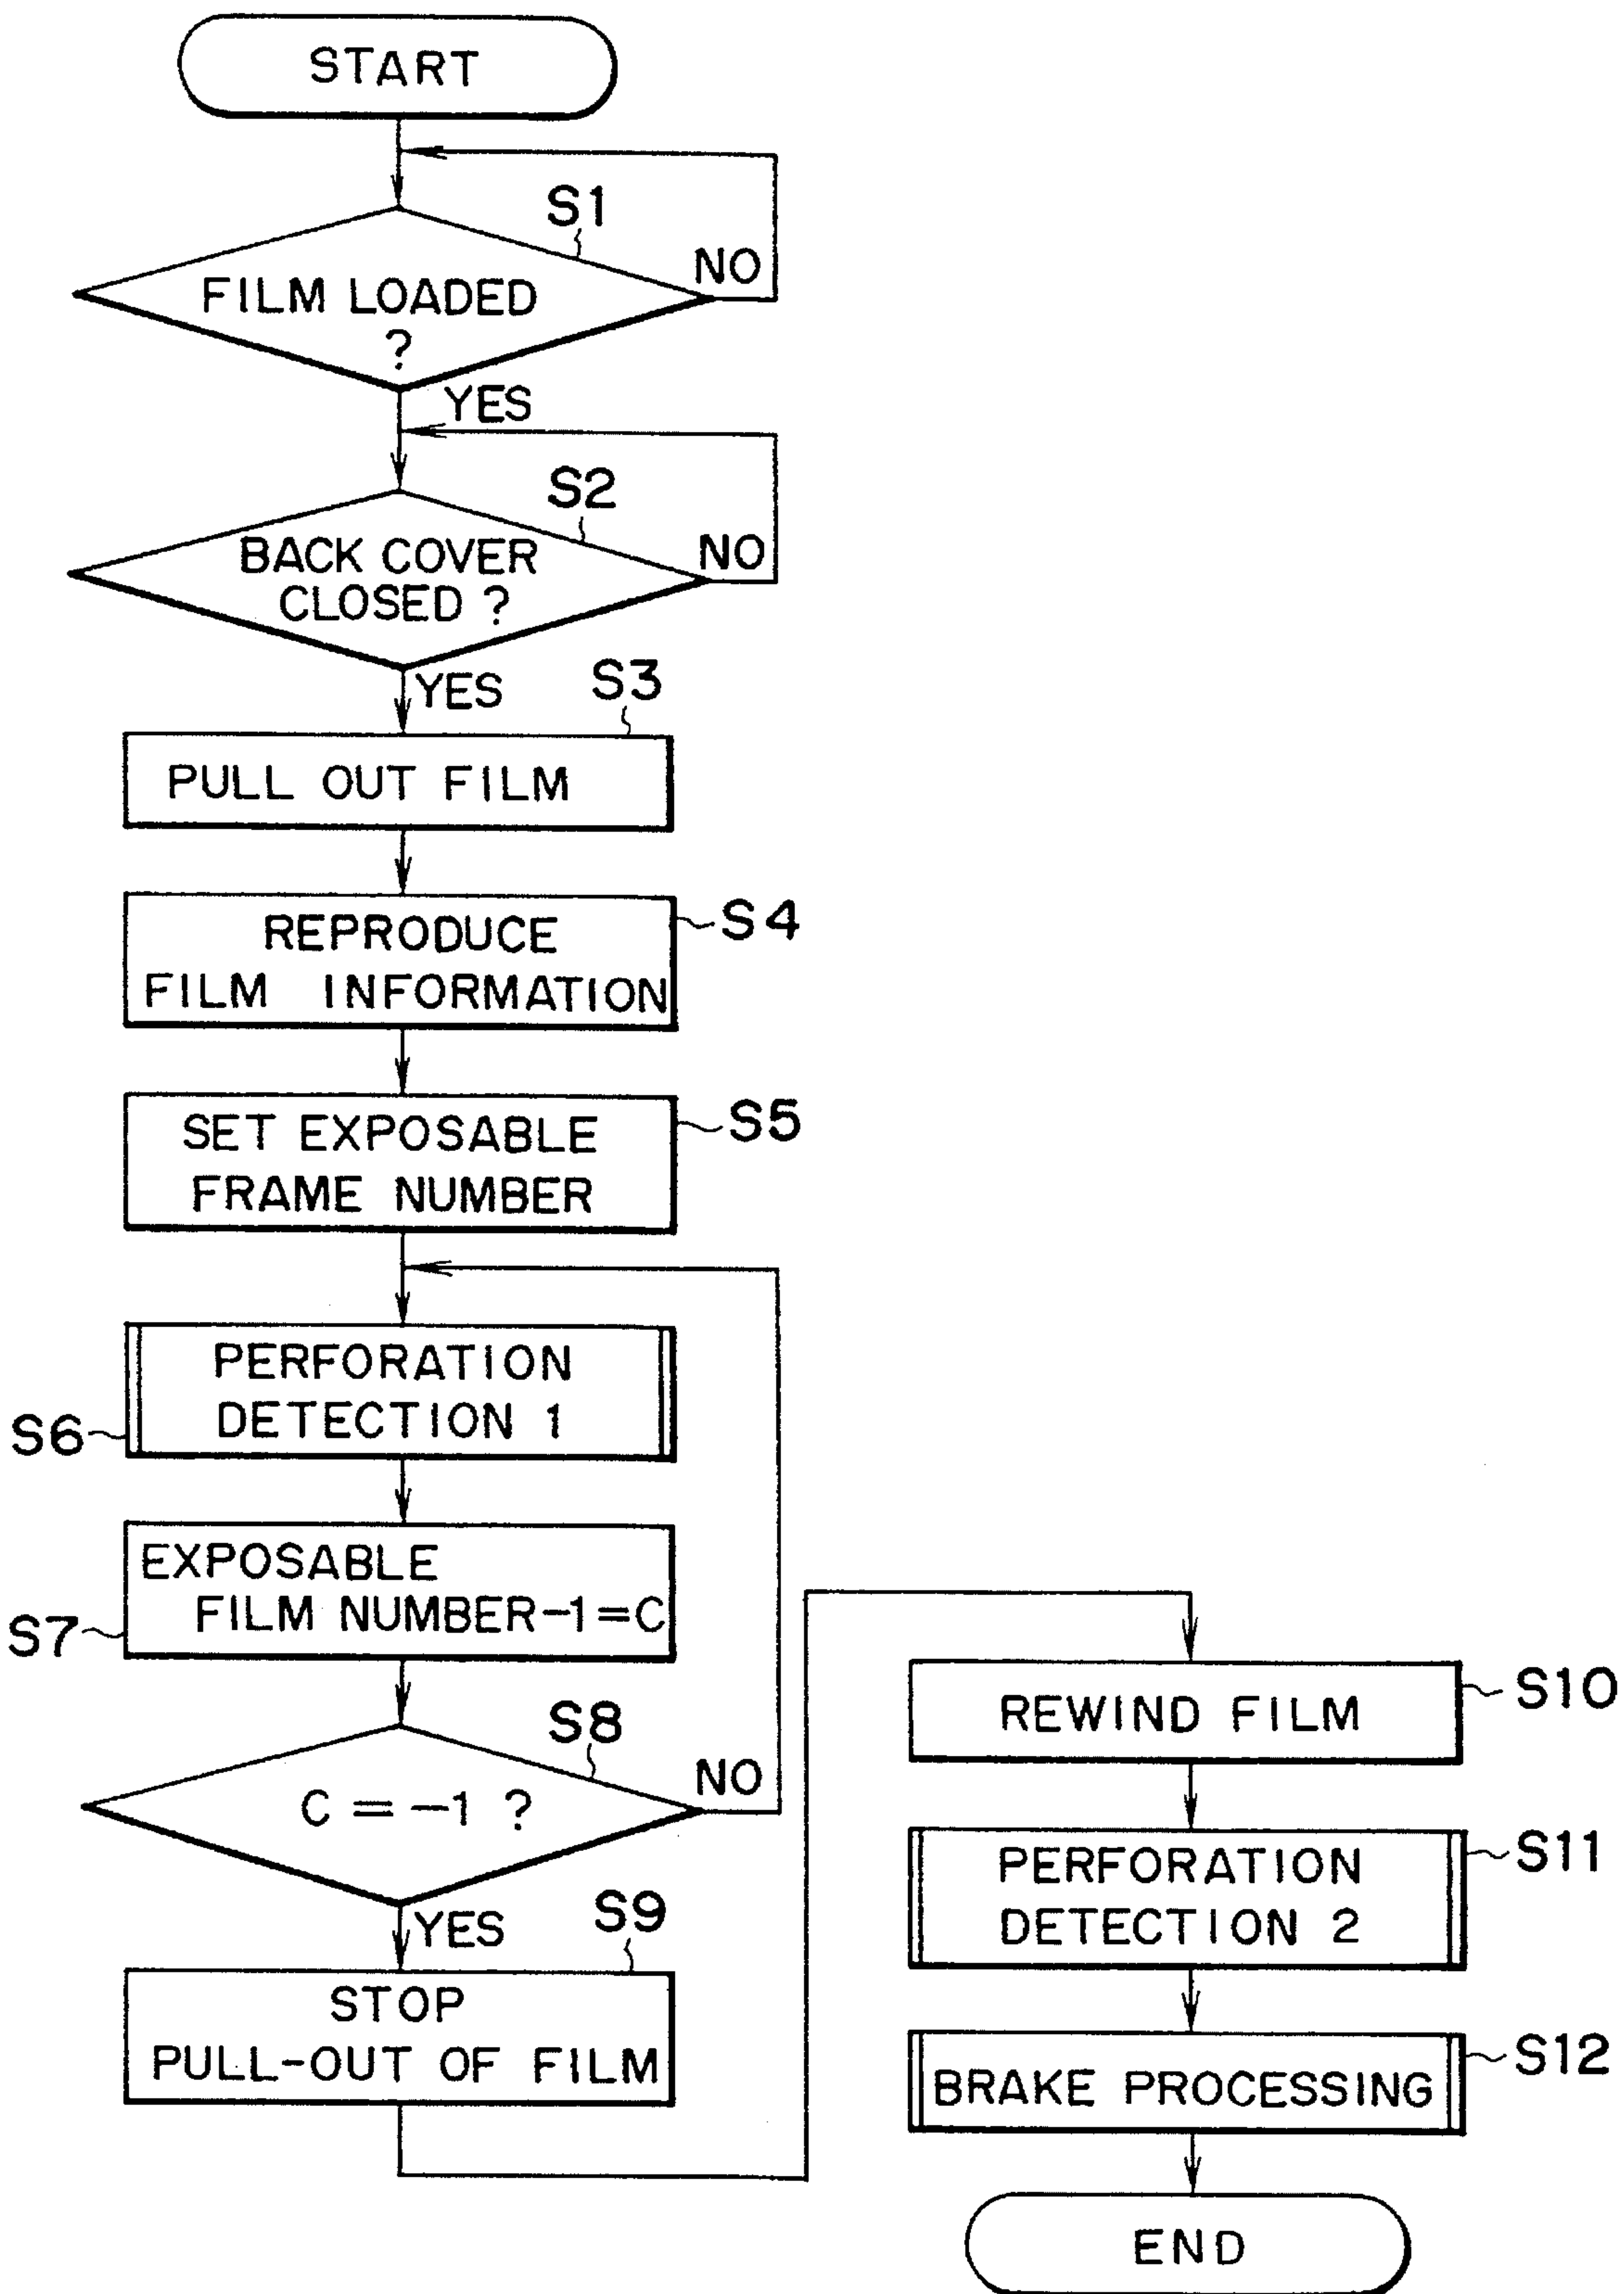 START
S1
FILM LOADED
?
NO
YES
S2
BACK COVER
CLOSED ?
NO
YES
S3
PULL OUT FILM
REPRODUCE
FILM INFORMATION
S4
SET EXPOSABLE
FRAME NUMBER
S5
PERFORATION
DETECTION 1
S6
EXPOSABLE
FILM NUMBER-1=C
S7
S8
C = -1 ?
NO
YES
S9
STOP
PULL-OUT OF FILM
REWIND FILM
S10
PERFORATION
DETECTION 2
S11
BRAKE PROCESSING
S12
END